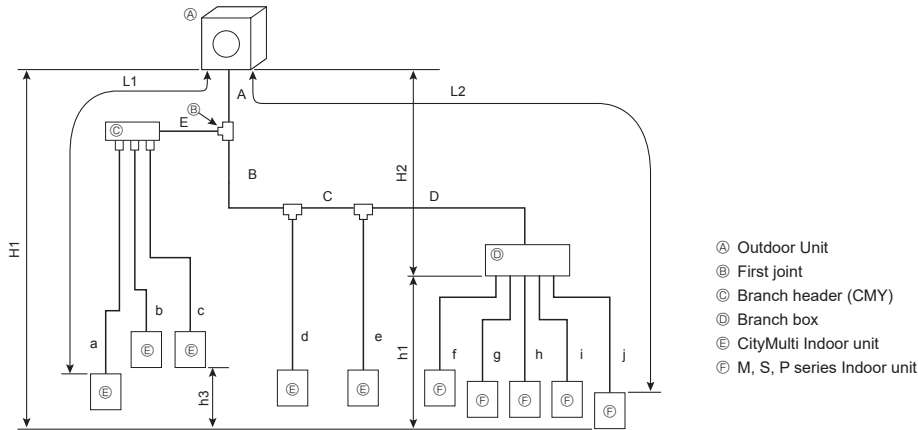 Ⓐ
L1
A
L2
Ⓑ
E
Ⓒ
H1
B
H2
C
D
Ⓓ
a
b
c
d
e
f
g
h
i
j
h1
h3
Ⓔ
Ⓔ
Ⓔ
Ⓔ
Ⓔ
Ⓕ
Ⓕ
Ⓕ
Ⓕ
Ⓕ
Ⓐ Outdoor Unit
Ⓑ First joint
Ⓒ Branch header (CMY)
Ⓓ Branch box
Ⓔ CityMulti Indoor unit
Ⓕ M, S, P series Indoor unit